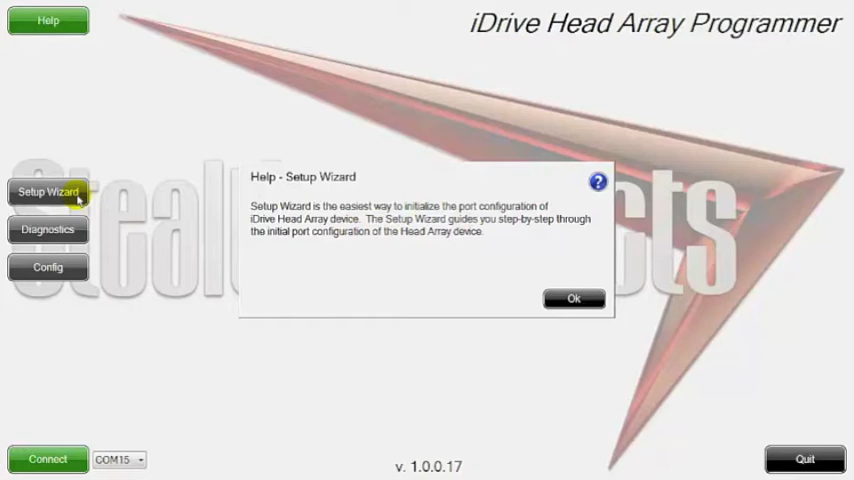 Help
iDrive Head Array Programmer
Setup Wizard
Diagnostics
Config
Help - Setup Wizard
Setup Wizard is the easiest way to initialize the port configuration of
iDrive Head Array device. The Setup Wizard guides you step-by-step through
the initial port configuration of the Head Array device.
Ok
Connect
COM15
v. 1.0.0.17
Quit